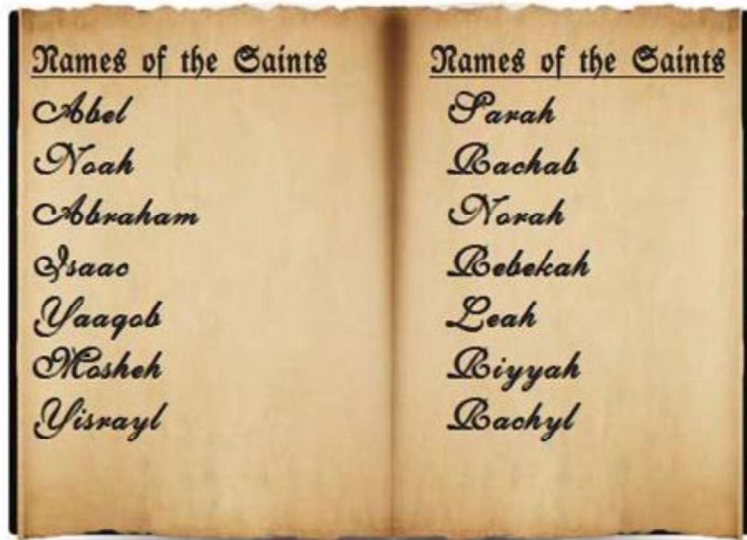 Names of the Saints
Abel
Noah
Abraham
Isaac
Yaaqob
Mosheh
Yisrayl
Names of the Saints
Sarah
Rachab
Norah
Rebekah
Leah
Riyyah
Rachyl